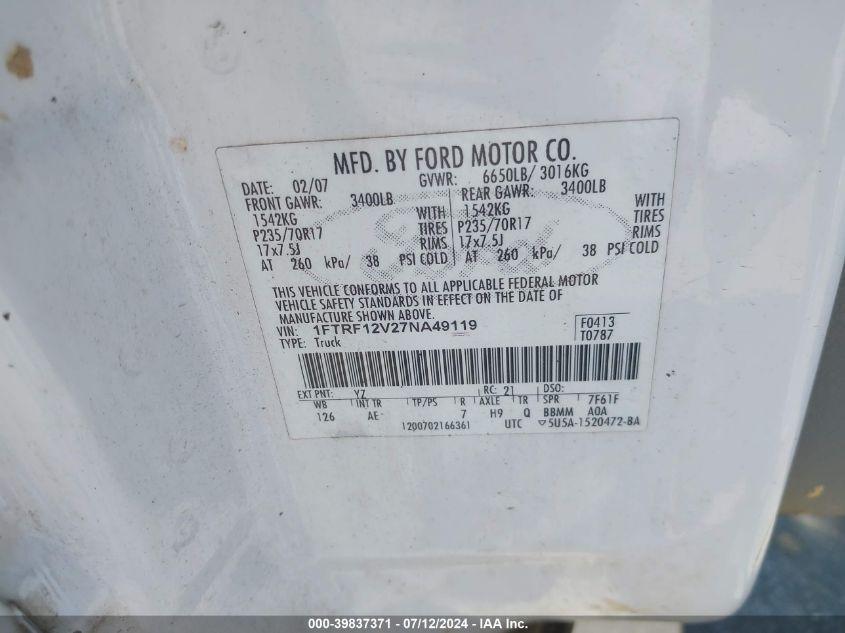 MFD. BY FORD MOTOR CO.
DATE: 02/07 GVWR: 6650LB/ 3016KG
FRONT GAWR: 3400LB REAR GAWR: 3400LB
1542KG WITH 1542KG WITH
P235/70R17 TIRES P235/70R17 TIRES
17x7.5J RIMS 17x7.5J RIMS
AT 260 kPa/ 38 PSI COLD AT 260 kPa/ 38 PSI COLD
THIS VEHICLE CONFORMS TO ALL APPLICABLE FEDERAL MOTOR
VEHICLE SAFETY STANDARDS IN EFFECT ON THE DATE OF
MANUFACTURE SHOWN ABOVE.
VIN: 1FTRF12V27NA49119 F0413
TYPE: Truck T0787
EXT PNT: YZ RC: 21 DSO:
WB INT TR TP/PS R AXLE TR SPR 7F61F
126 AE 7 H9 Q BBMM A0A
1200702166361 UTC ▽5U5A-1520472-BA
000-39837371 - 07/12/2024 - IAA Inc.